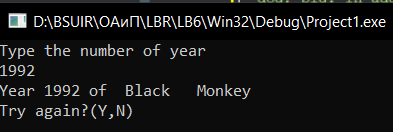 D:\BSUIR\ОАиП\LBR\LB6\Win32\Debug\Project1.exe
Type the number of year
1992
Year 1992 of  Black   Monkey
Try again?(Y,N)